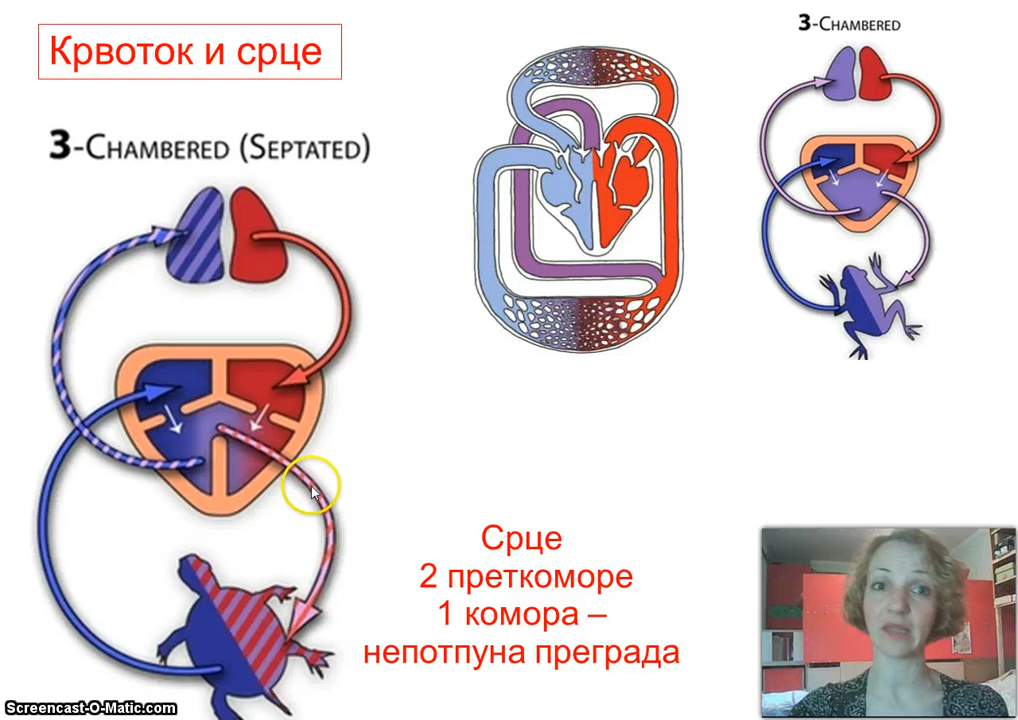 Крвоток и срце
3-CHAMBERED
3-CHAMBERED (SEPTATED)
Срце
2 преткоморе
1 комора –
непотпуна преграда
Screencast-O-Matic.com